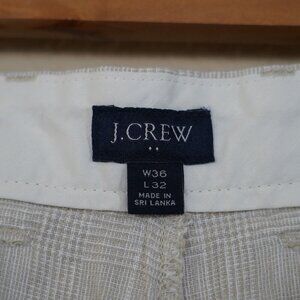 J.CREW
W36
L32
MADE IN
SRI LANKA